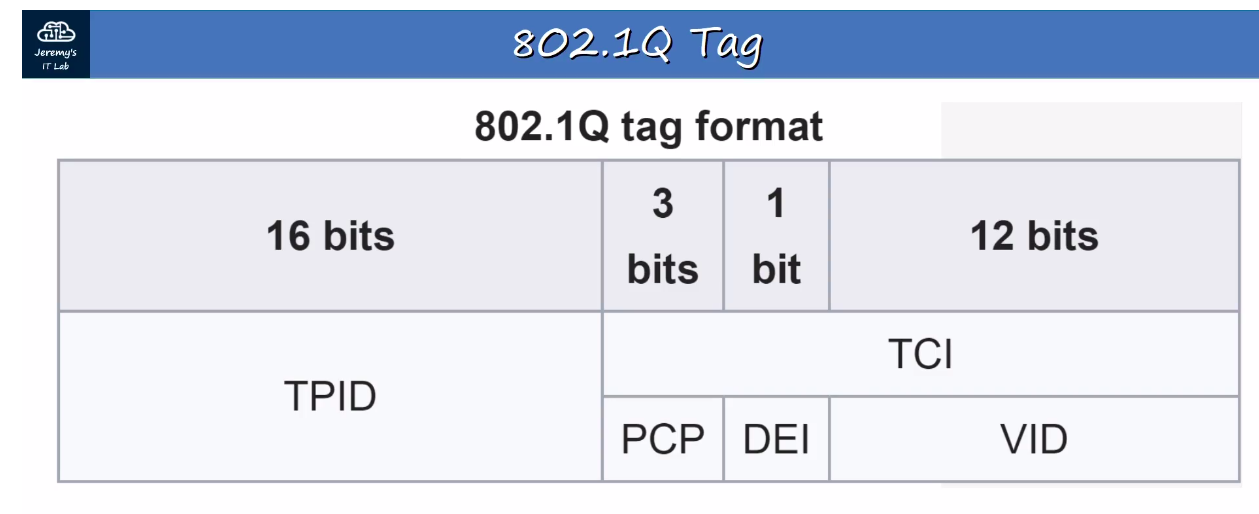 Jeremy's
IT Lab
802.1Q Tag
802.1Q tag format
16 bits
3
bits
1
bit
12 bits
TPID
TCI
PCP
DEI
VID